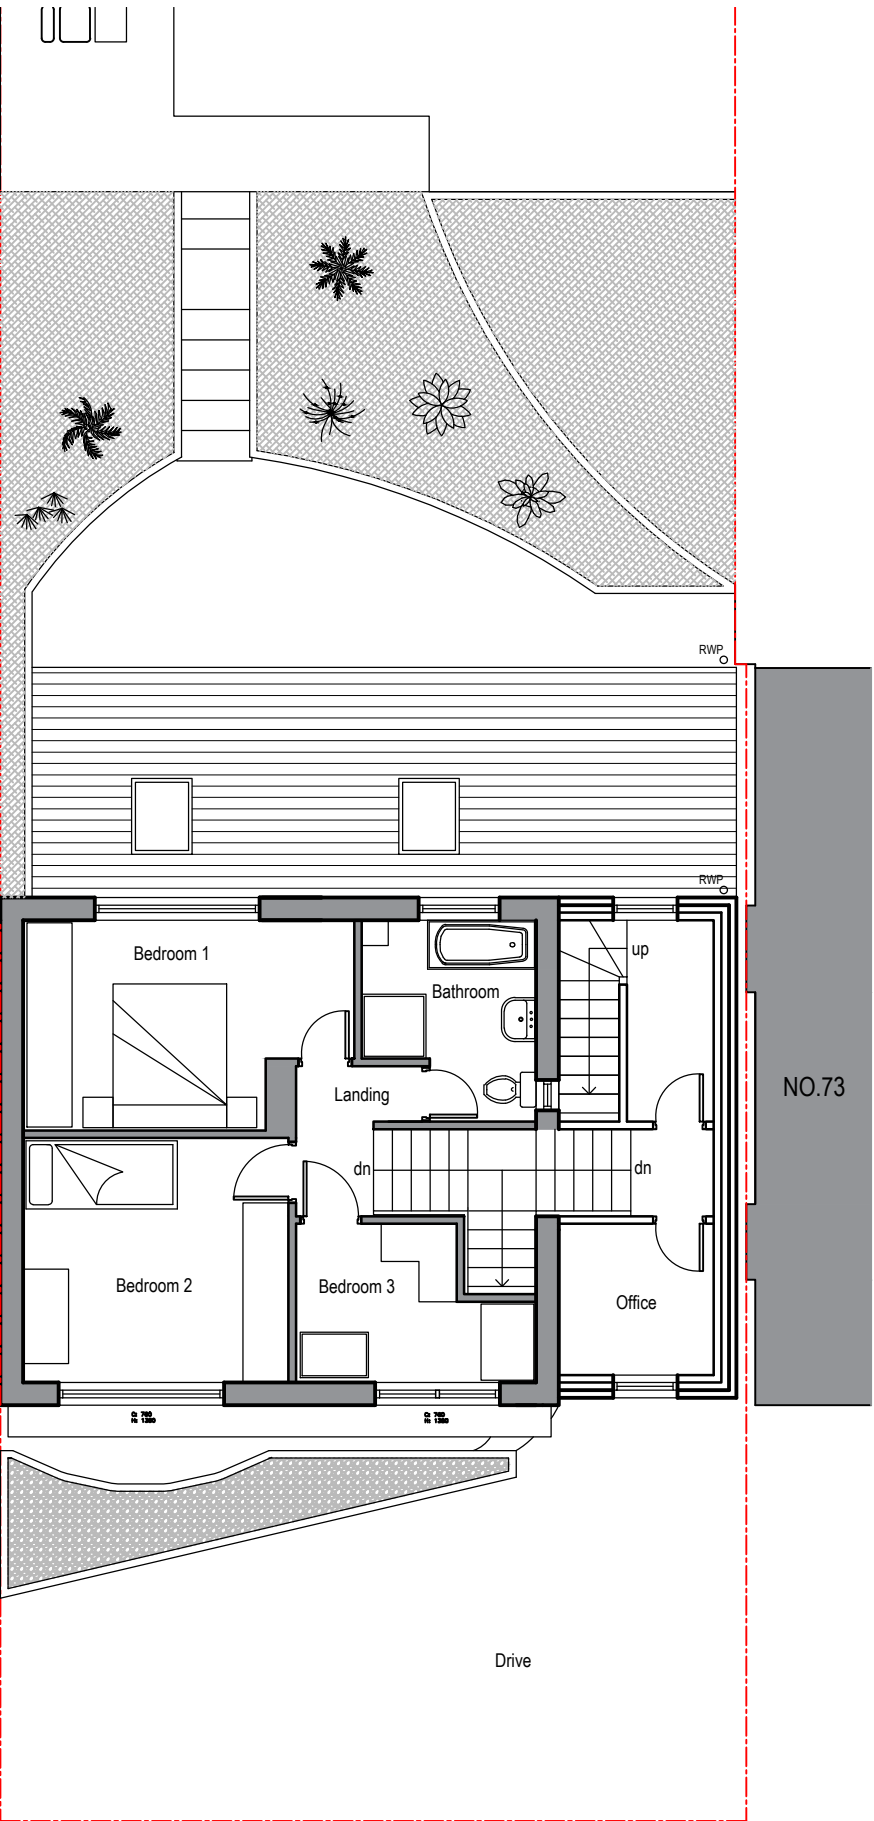 RWP
RWP
Bedroom 1
up
Bathroom
NO.73
Landing
dn
dn
Bedroom 2
Bedroom 3
Office
Drive